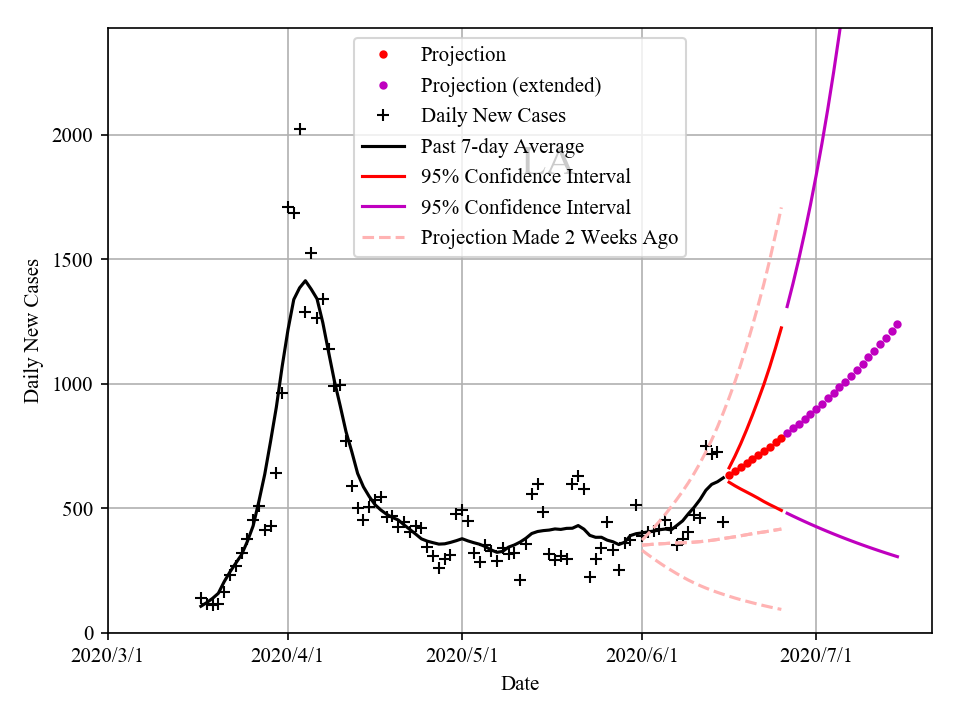 LA
Projection
Projection (extended)
Daily New Cases
Past 7-day Average
95% Confidence Interval
95% Confidence Interval
Projection Made 2 Weeks Ago
Daily New Cases
2000
1500
1000
500
0
2020/3/1 2020/4/1 2020/5/1 2020/6/1 2020/7/1
Date